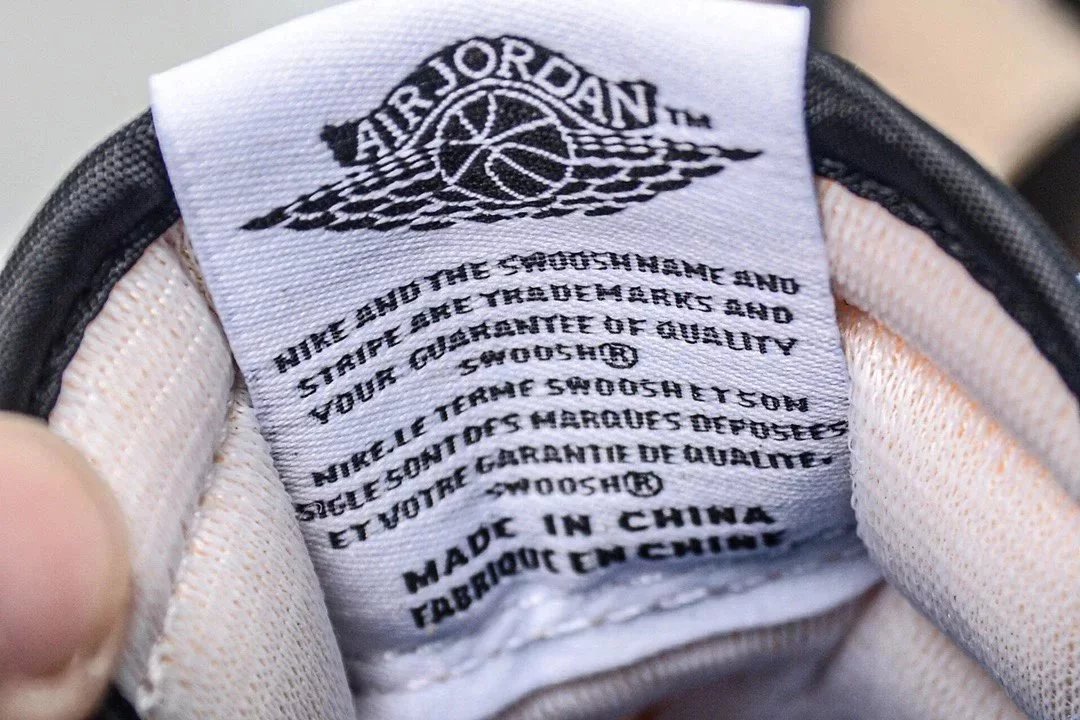 AIR JORDAN™
NIKE AND THE SWOOSH NAME AND
STRIPE ARE TRADEMARKS AND
YOUR GUARANTEE OF QUALITY
SWOOSH®
NIKE.LE TERME SWOOSH ET SON
SIGLE SONT DES MARQUES DEPOSEES
ET VOTRE GARANTIE DE QUALITE.
SWOOSH®
MADE IN CHINA
FABRIQUE EN CHINE